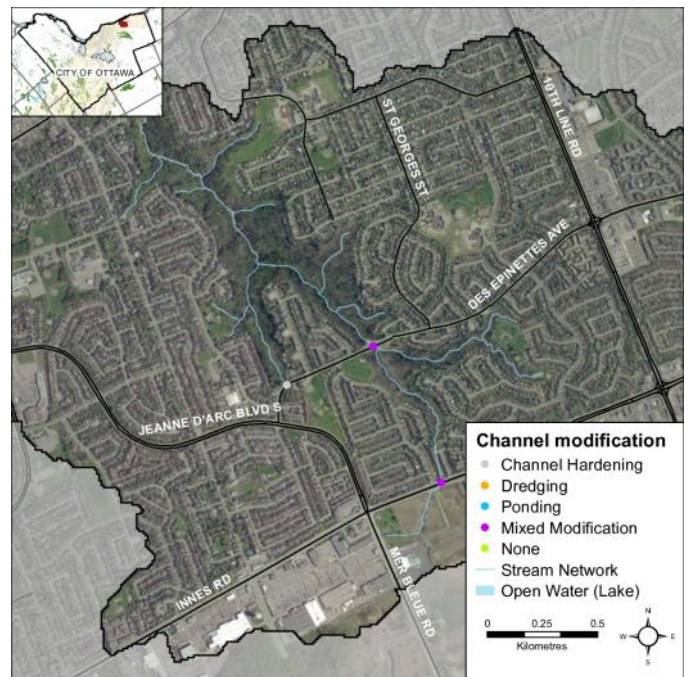 CITY OF OTTAWA
10TH LINE RD
ST GEORGES ST
DES EPINETTES AVE
JEANNE D'ARC BLVD S
INNES RD
MER BLEUE RD
Channel modification
Channel Hardening
Dredging
Ponding
Mixed Modification
None
Stream Network
Open Water (Lake)
0 0.25 0.5
Kilometres
N
W E
S